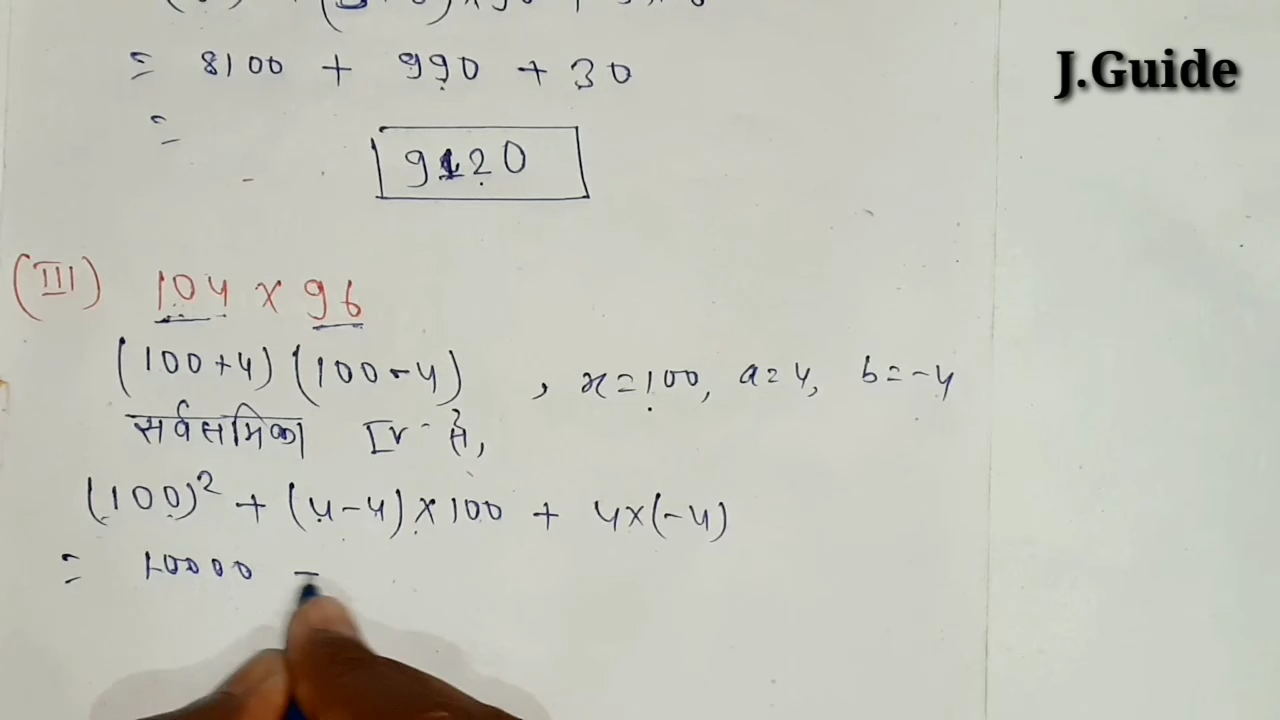 = 8100 + 990 + 30
J.Guide
=
9120
(III) 104 x 96
(100+4) (100-4) , x=100, a=4, b=-4
सर्वसमिका IV से,
(100)² + (4-4) x 100 + 4x(-4)
= 10000 -